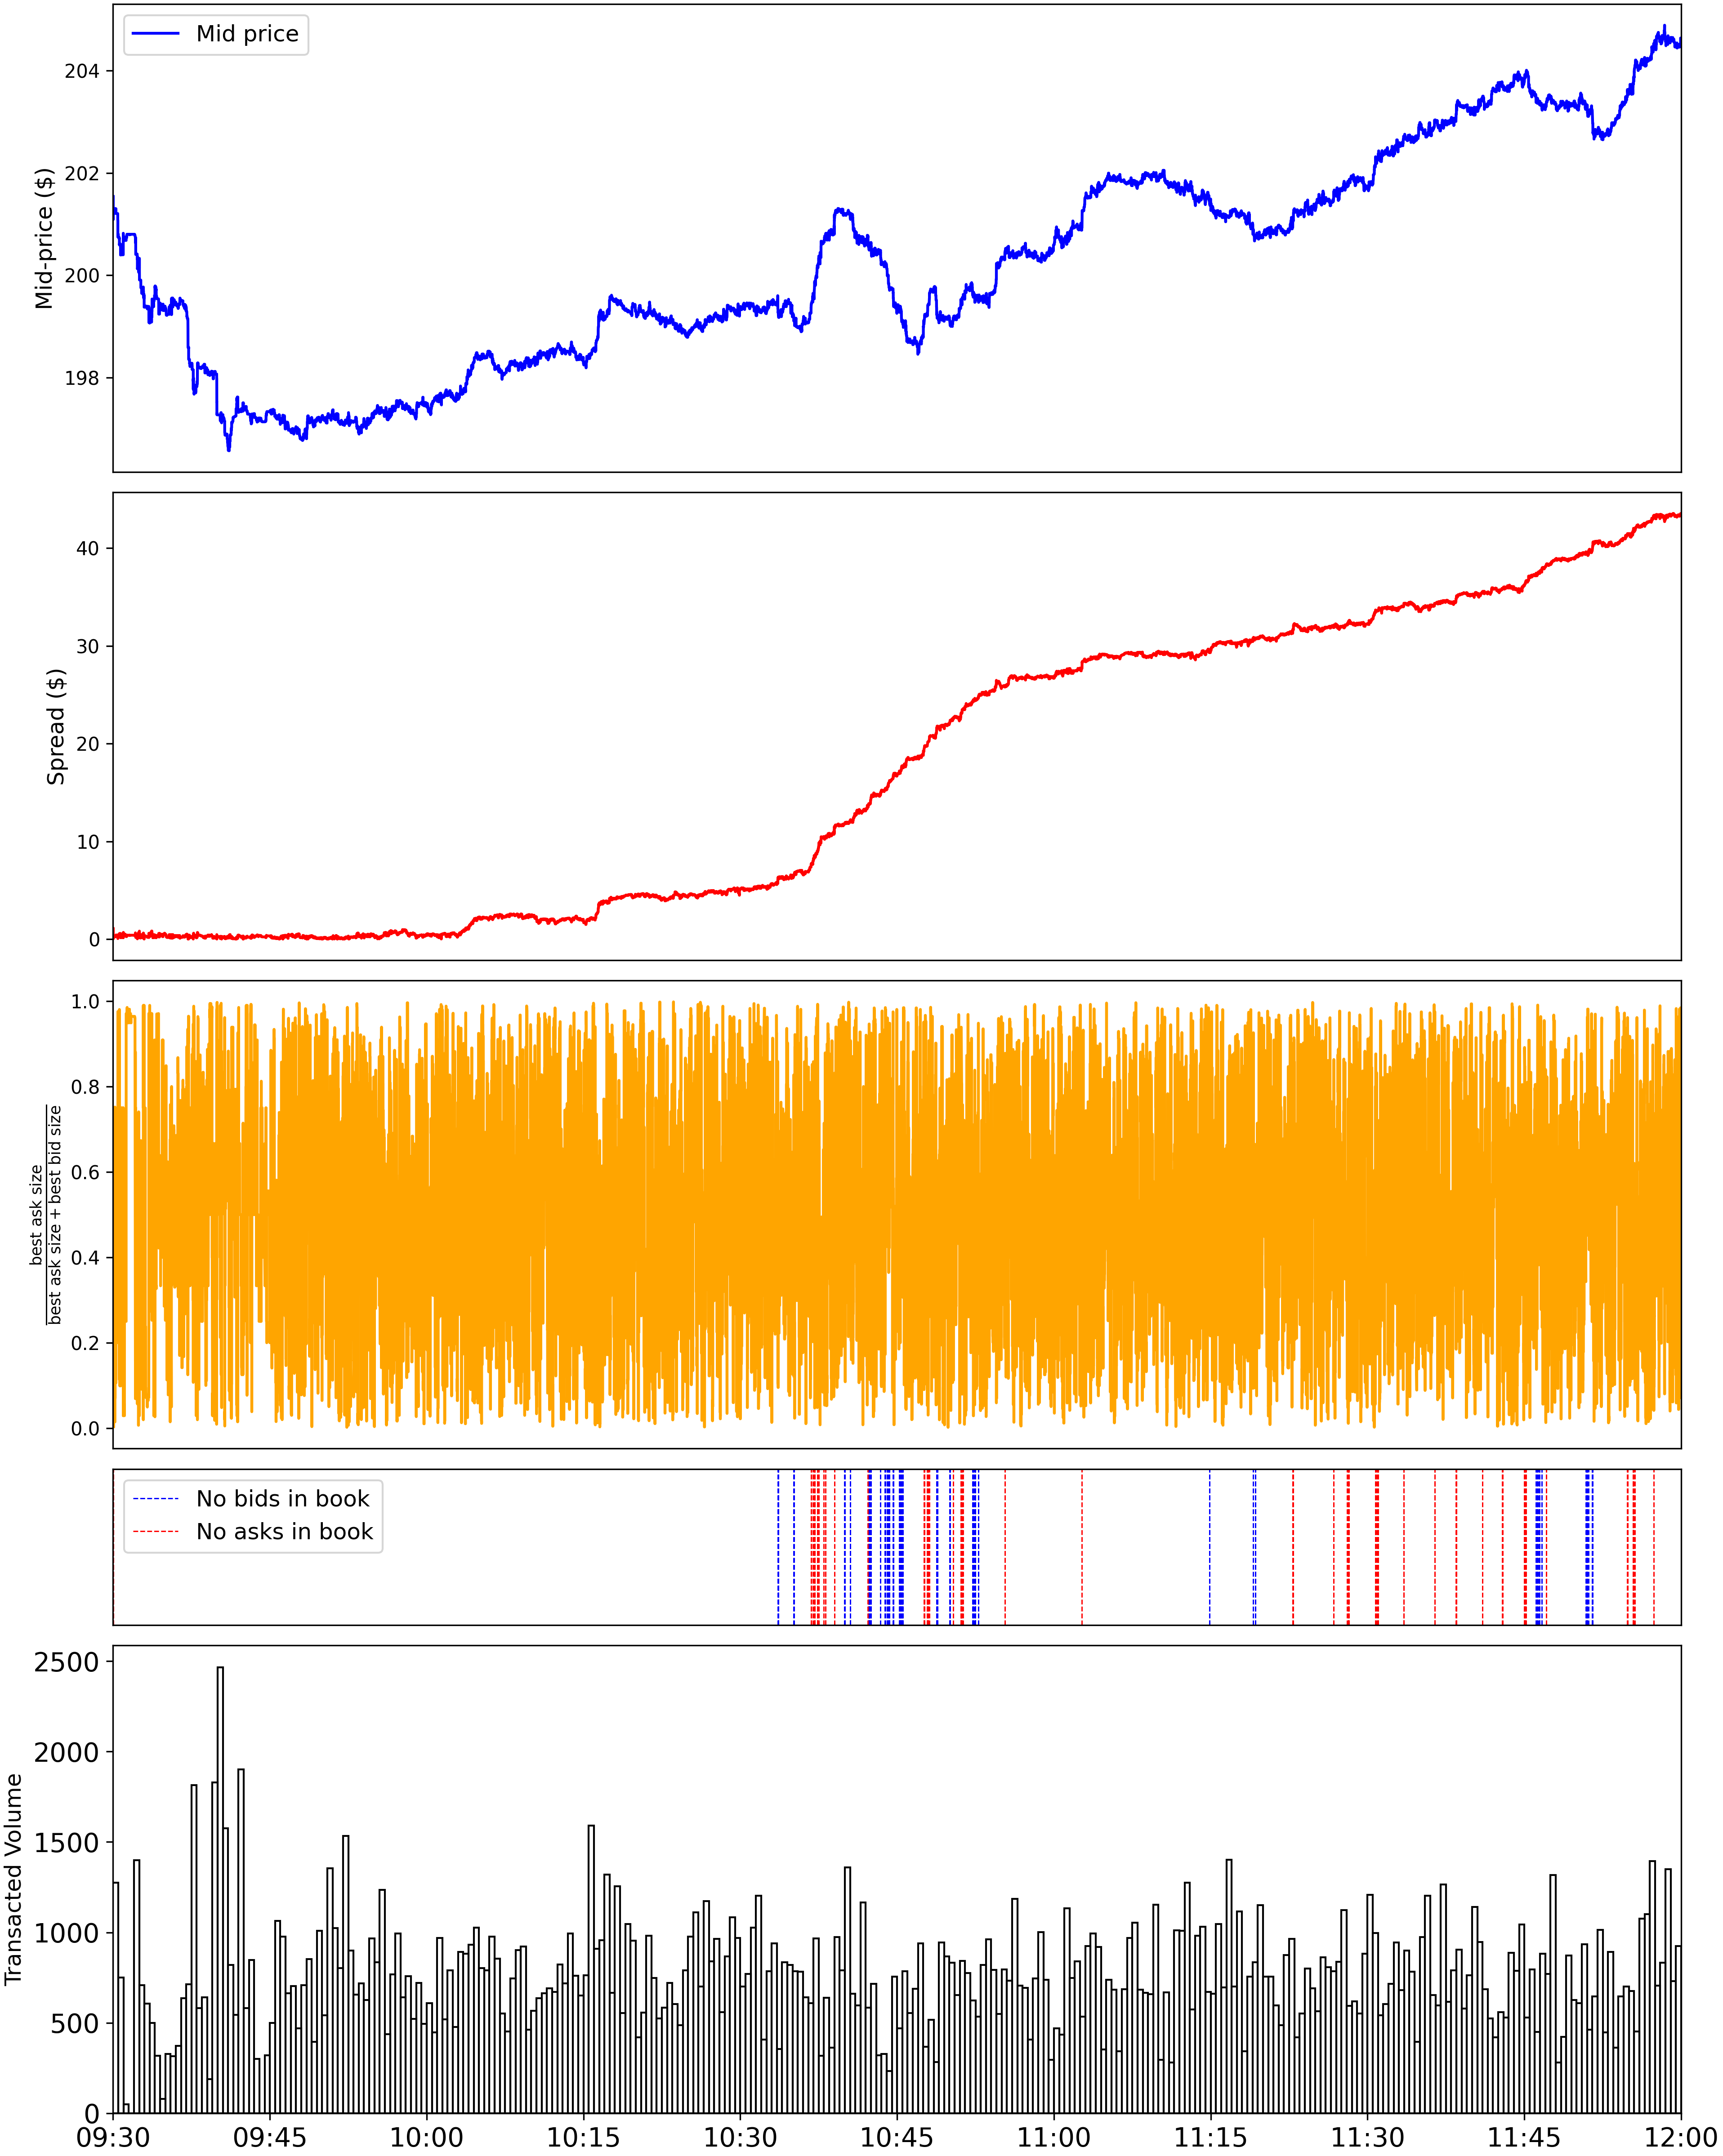 Mid price
204
202
200
198
Mid-price ($)
40
30
20
10
0
Spread ($)
1.0
0.8
0.6
0.4
0.2
0.0
best ask size
best ask size + best bid size
No bids in book
No asks in book
2500
2000
1500
1000
500
0
Transacted Volume
09:30 09:45 10:00 10:15 10:30 10:45 11:00 11:15 11:30 11:45 12:00